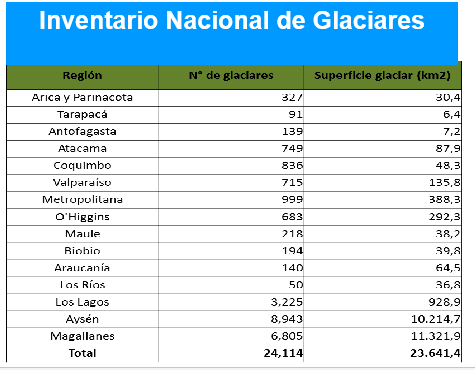 Inventario Nacional de Glaciares
Región N° de glaciares Superficie glaciar (km2)
Arica y Parinacota 327 30,4
Tarapacá 91 6,4
Antofagasta 139 7,2
Atacama 749 87,9
Coquimbo 836 48,3
Valparaíso 715 135,8
Metropolitana 999 388,3
O'Higgins 683 292,3
Maule 218 38,2
Biobio 194 39,8
Araucanía 140 64,5
Los Ríos 50 36,8
Los Lagos 3,225 928,9
Aysén 8,943 10.214,7
Magallanes 6,805 11.321,9
Total 24,114 23.641,4